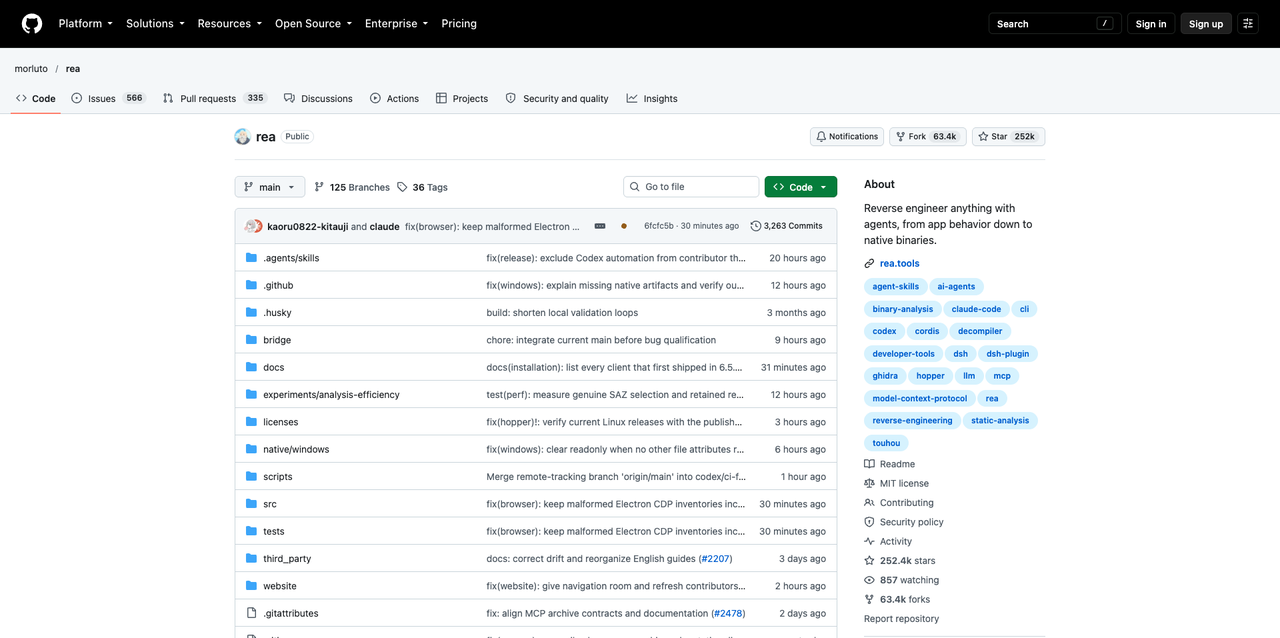 Platform Solutions Resources Open Source Enterprise Pricing Search / Sign in Sign up
morluto / rea
Code Issues 566 Pull requests 335 Discussions Actions Projects Security and quality Insights
rea Public Notifications Fork 63.4k Star 252k
main 125 Branches 36 Tags Go to file Code
kaoru0822-kitauji and claude fix(browser): keep malformed Electron ... 6fcfc5b · 30 minutes ago 3,263 Commits
.agents/skills fix(release): exclude Codex automation from contributor th... 20 hours ago
.github fix(windows): explain missing native artifacts and verify ou... 12 hours ago
.husky build: shorten local validation loops 3 months ago
bridge chore: integrate current main before bug qualification 9 hours ago
docs docs(installation): list every client that first shipped in 6.5.... 31 minutes ago
experiments/analysis-efficiency test(perf): measure genuine SAZ selection and retained re... 12 hours ago
licenses fix(hopper)!: verify current Linux releases with the publish... 3 hours ago
native/windows fix(windows): clear readonly when no other file attributes r... 6 hours ago
scripts Merge remote-tracking branch 'origin/main' into codex/ci-f... 1 hour ago
src fix(browser): keep malformed Electron CDP inventories inc... 30 minutes ago
tests fix(browser): keep malformed Electron CDP inventories inc... 30 minutes ago
third_party docs: correct drift and reorganize English guides (#2207) 3 days ago
website fix(website): give navigation room and refresh contributors... 2 hours ago
.gitattributes fix: align MCP archive contracts and documentation (#2478) 2 days ago
About
Reverse engineer anything with
agents, from app behavior down to
native binaries.
rea.tools
agent-skills ai-agents
binary-analysis claude-code cli
codex cordis decompiler
developer-tools dsh dsh-plugin
ghidra hopper llm mcp
model-context-protocol rea
reverse-engineering static-analysis
touhou
Readme
MIT license
Contributing
Security policy
Activity
252.4k stars
857 watching
63.4k forks
Report repository